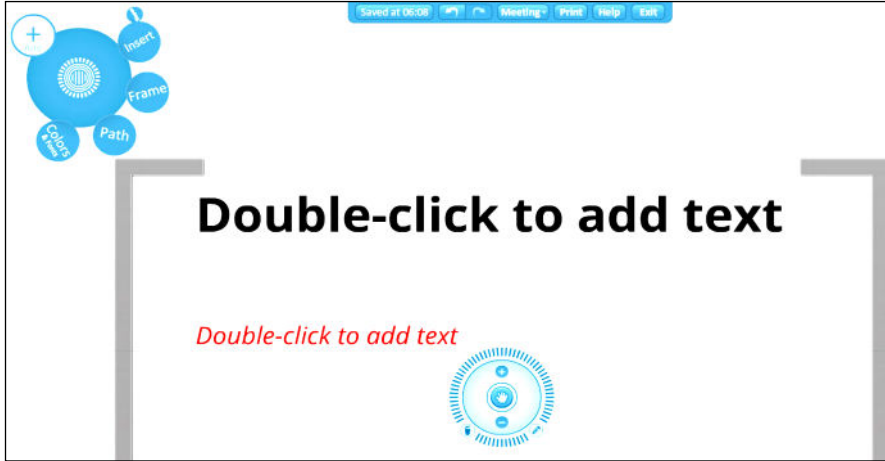 Saved at 06:08 Meeting Print Help Exit
Insert
Frame
Path
Colors
& Fonts
Double-click to add text
Double-click to add text